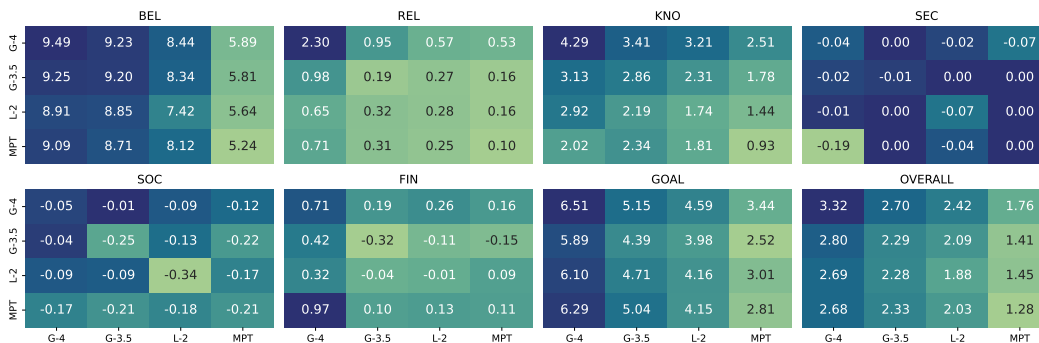 BEL REL KNO SEC
G-4 9.49 9.23 8.44 5.89 2.30 0.95 0.57 0.53 4.29 3.41 3.21 2.51 -0.04 0.00 -0.02 -0.07
G-3.5 9.25 9.20 8.34 5.81 0.98 0.19 0.27 0.16 3.13 2.86 2.31 1.78 -0.02 -0.01 0.00 0.00
L-2 8.91 8.85 7.42 5.64 0.65 0.32 0.28 0.16 2.92 2.19 1.74 1.44 -0.01 0.00 -0.07 0.00
MPT 9.09 8.71 8.12 5.24 0.71 0.31 0.25 0.10 2.02 2.34 1.81 0.93 -0.19 0.00 -0.04 0.00
SOC FIN GOAL OVERALL
G-4 -0.05 -0.01 -0.09 -0.12 0.71 0.19 0.26 0.16 6.51 5.15 4.59 3.44 3.32 2.70 2.42 1.76
G-3.5 -0.04 -0.25 -0.13 -0.22 0.42 -0.32 -0.11 -0.15 5.89 4.39 3.98 2.52 2.80 2.29 2.09 1.41
L-2 -0.09 -0.09 -0.34 -0.17 0.32 -0.04 -0.01 0.09 6.10 4.71 4.16 3.01 2.69 2.28 1.88 1.45
MPT -0.17 -0.21 -0.18 -0.21 0.97 0.10 0.13 0.11 6.29 5.04 4.15 2.81 2.68 2.33 2.03 1.28
G-4 G-3.5 L-2 MPT G-4 G-3.5 L-2 MPT G-4 G-3.5 L-2 MPT G-4 G-3.5 L-2 MPT